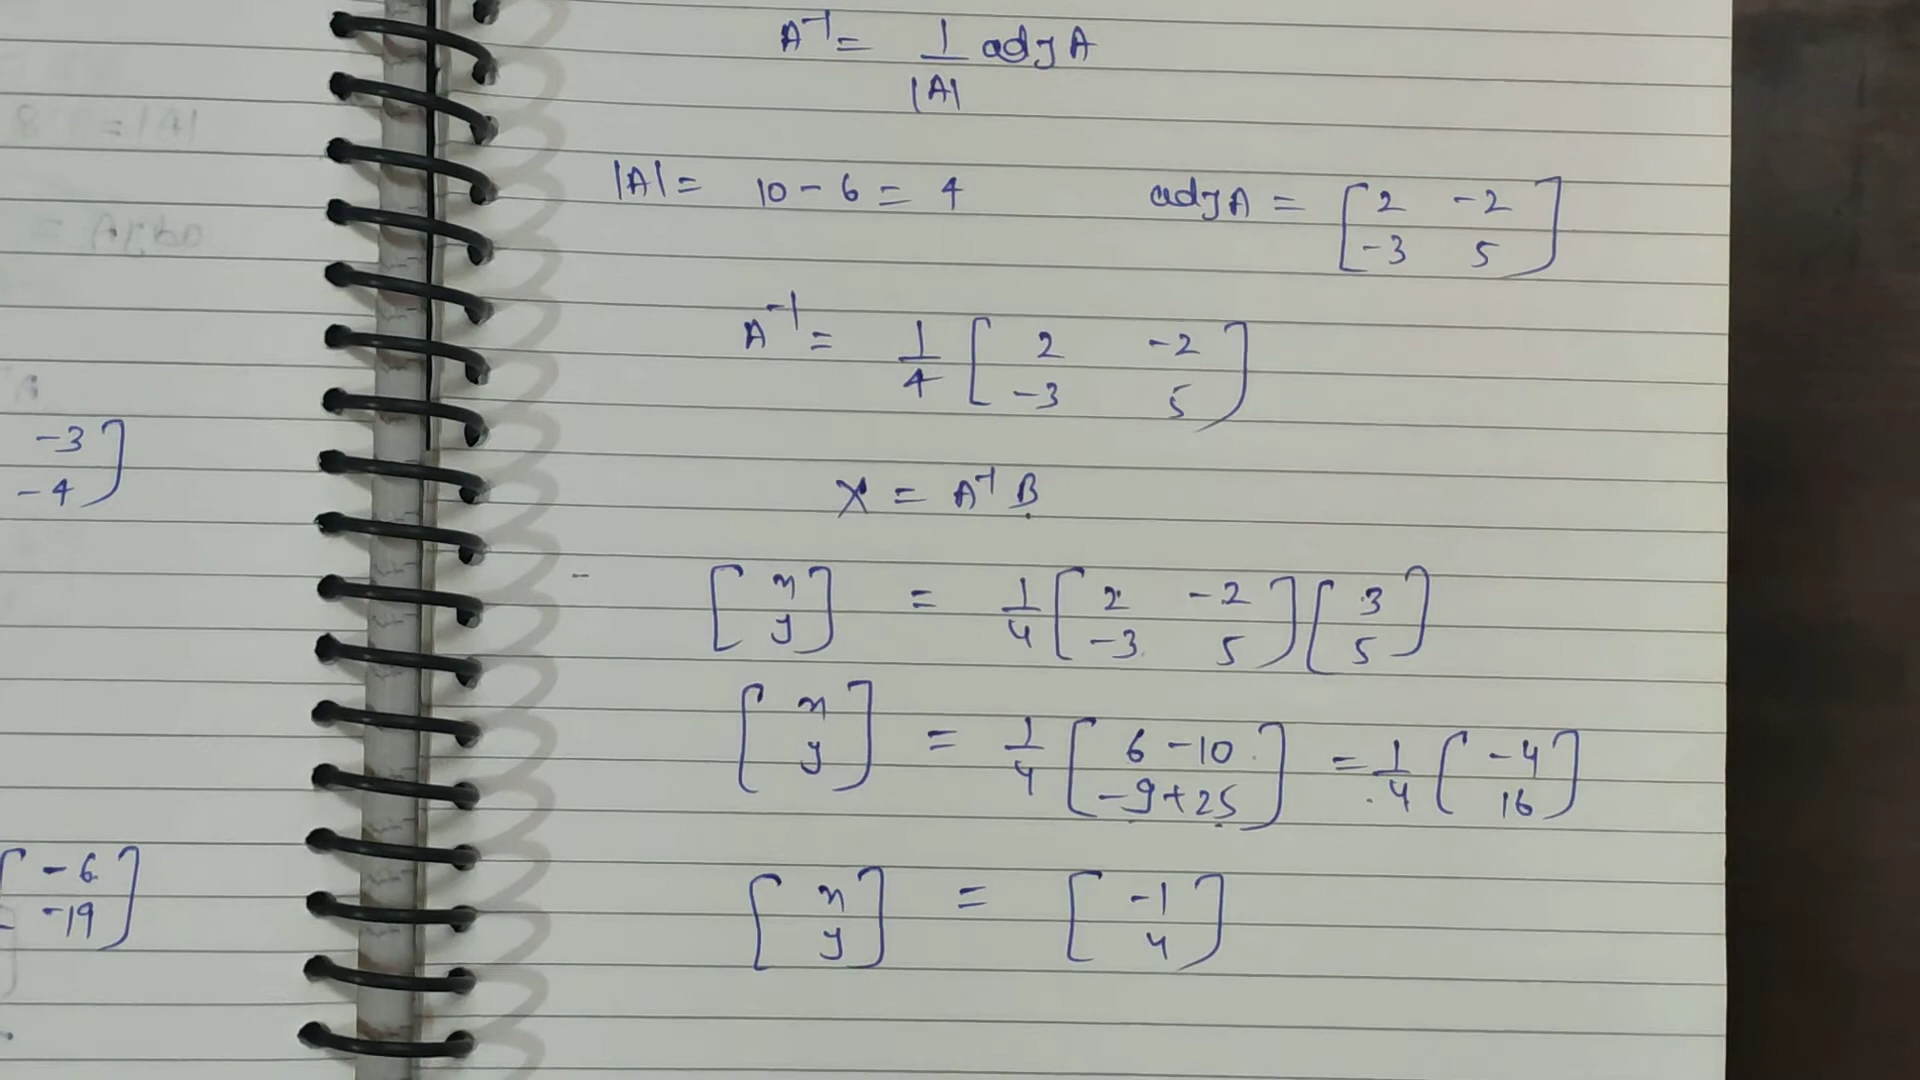 -3]
-4]
[-6]
[-19]
A⁻¹ = 1/|A| adj A
|A| = 10 - 6 = 4 adj A = [2 -2
-3 5]
A⁻¹ = 1/4 [2 -2
-3 5]
X = A⁻¹ B
[x
y] = 1/4 [2 -2
-3 5] [3
5]
[x
y] = 1/4 [6 - 10
-9 + 25] = 1/4 [-4
16]
[x
y] = [-1
4]